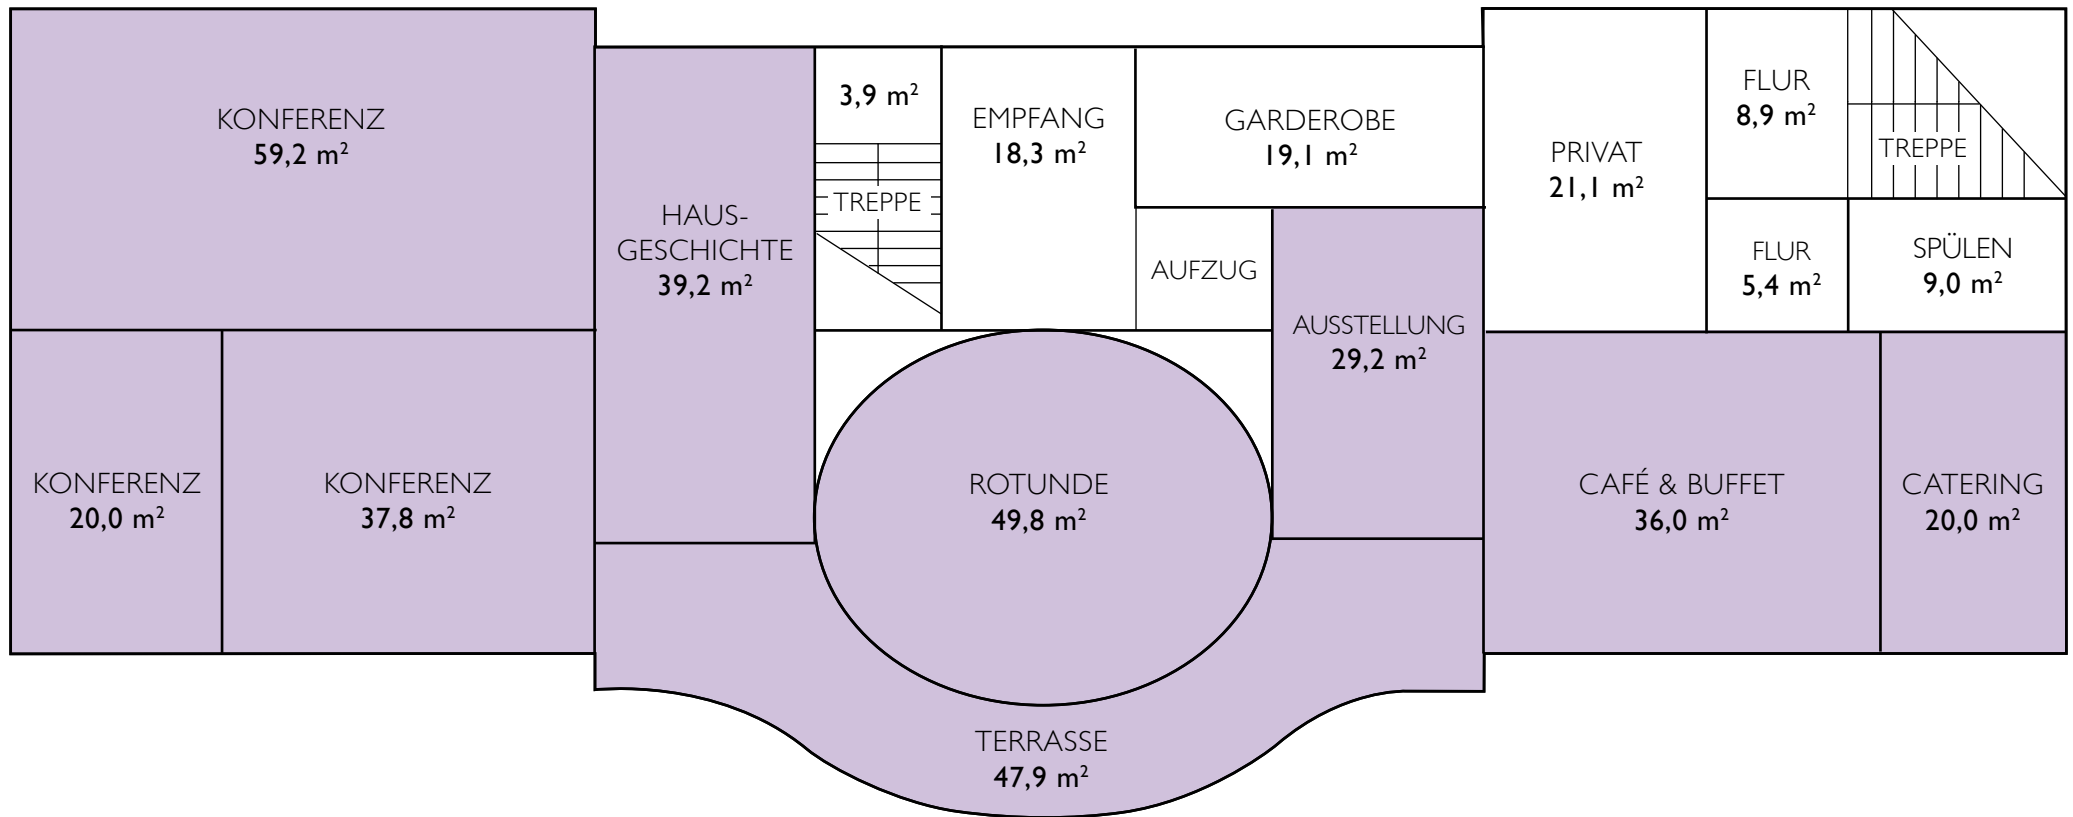 KONFERENZ
59,2 m²
HAUS-
GESCHICHTE
39,2 m²
3,9 m²
TREPPE
EMPFANG
18,3 m²
GARDEROBE
19,1 m²
AUFZUG
AUSSTELLUNG
29,2 m²
PRIVAT
21,1 m²
FLUR
8,9 m²
TREPPE
FLUR
5,4 m²
SPÜLEN
9,0 m²
KONFERENZ
20,0 m²
KONFERENZ
37,8 m²
ROTUNDE
49,8 m²
CAFÉ & BUFFET
36,0 m²
CATERING
20,0 m²
TERRASSE
47,9 m²